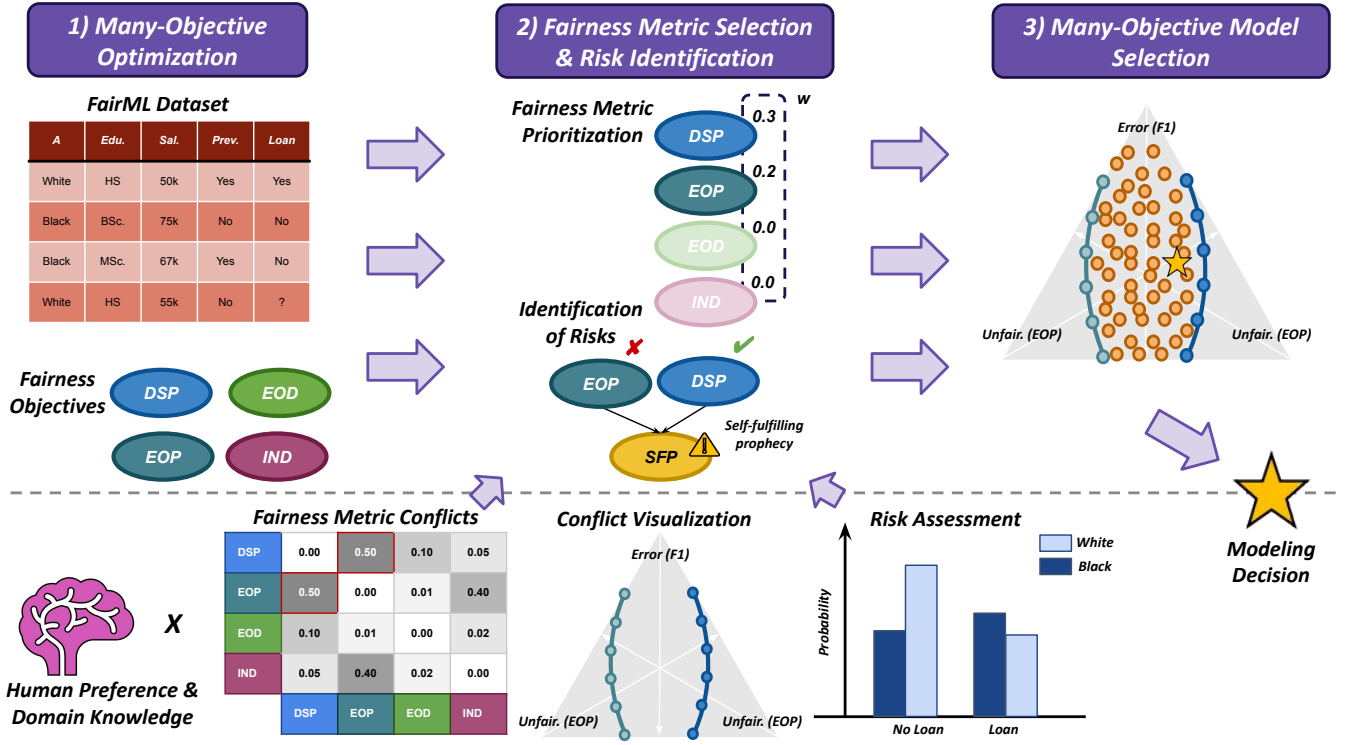 1) Many-Objective
Optimization
2) Fairness Metric Selection
& Risk Identification
3) Many-Objective Model
Selection
FairML Dataset
A Edu. Sal. Prev. Loan
White HS 50k Yes Yes
Black BSc. 75k No No
Black MSc. 67k Yes No
White HS 55k No ?
Fairness
Objectives
DSP
EOD
EOP
IND
Fairness Metric
Prioritization
w
0.3
DSP
0.2
EOP
0.0
EOD
0.0
IND
Identification
of Risks
EOP
DSP
Self-fulfilling
prophecy
SFP
Error (F1)
Unfair. (EOP)
Unfair. (EOP)
Human Preference &
Domain Knowledge
X
Fairness Metric Conflicts
DSP 0.00 0.50 0.10 0.05
EOP 0.50 0.00 0.01 0.40
EOD 0.10 0.01 0.00 0.02
IND 0.05 0.40 0.02 0.00
DSP EOP EOD IND
Conflict Visualization
Error (F1)
Unfair. (EOP)
Unfair. (EOP)
Risk Assessment
White
Black
Probability
No Loan
Loan
Modeling
Decision